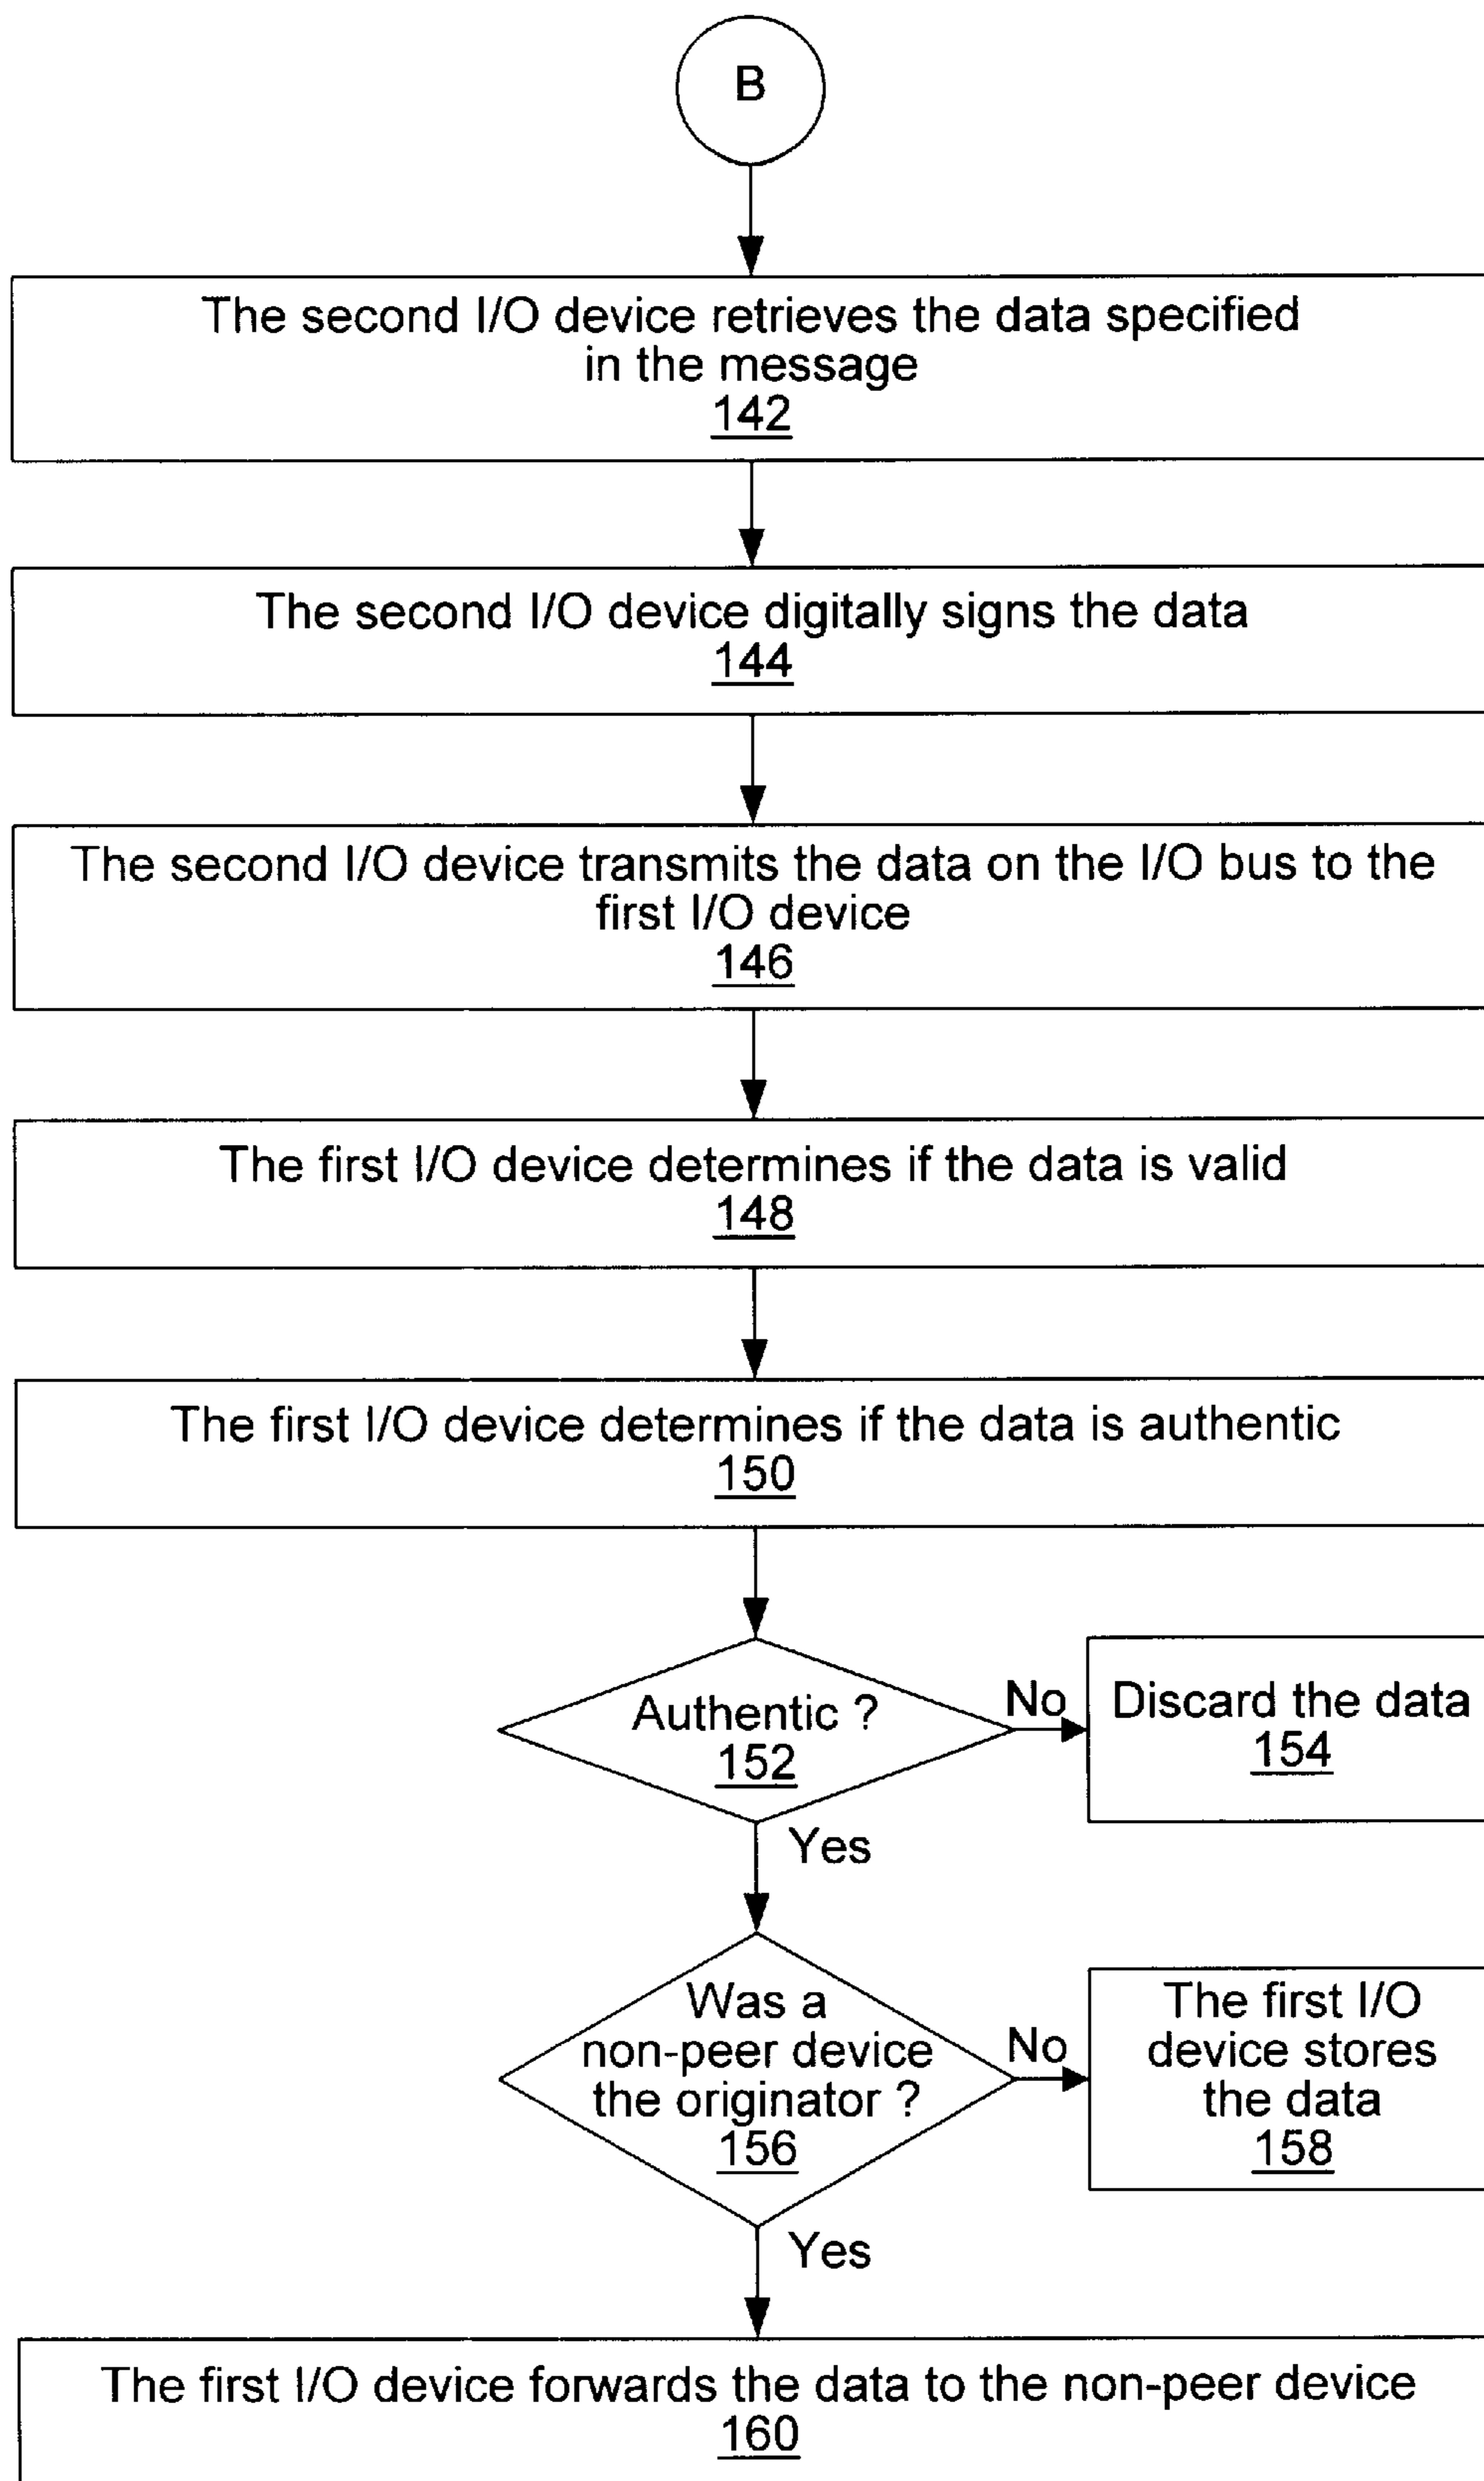 B
The second I/O device retrieves the data specified
in the message
142
The second I/O device digitally signs the data
144
The second I/O device transmits the data on the I/O bus to the
first I/O device
146
The first I/O device determines if the data is valid
148
The first I/O device determines if the data is authentic
150
Authentic ?
152
No
Discard the data
154
Yes
Was a
non-peer device
the originator ?
156
No
The first I/O
device stores
the data
158
Yes
The first I/O device forwards the data to the non-peer device
160